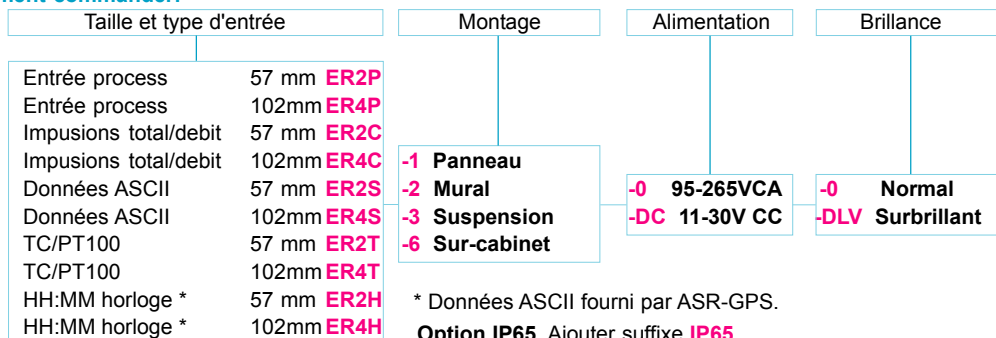 commander:
Taille et type d'entrée Montage Alimentation Brillance
Entrée process 57 mm ER2P
Entrée process 102mm ER4P
Impusions total/debit 57 mm ER2C
Impusions total/debit 102mm ER4C
Données ASCII 57 mm ER2S
Données ASCII 102mm ER4S
TC/PT100 57 mm ER2T
TC/PT100 102mm ER4T
HH:MM horloge * 57 mm ER2H
HH:MM horloge * 102mm ER4H
-1 Panneau
-2 Mural
-3 Suspension
-6 Sur-cabinet
-0 95-265VCA
-DC 11-30V CC
-0 Normal
-DLV Surbrillant
* Données ASCII fourni par ASR-GPS.
Option IP65 Ajouter suffixe IP65